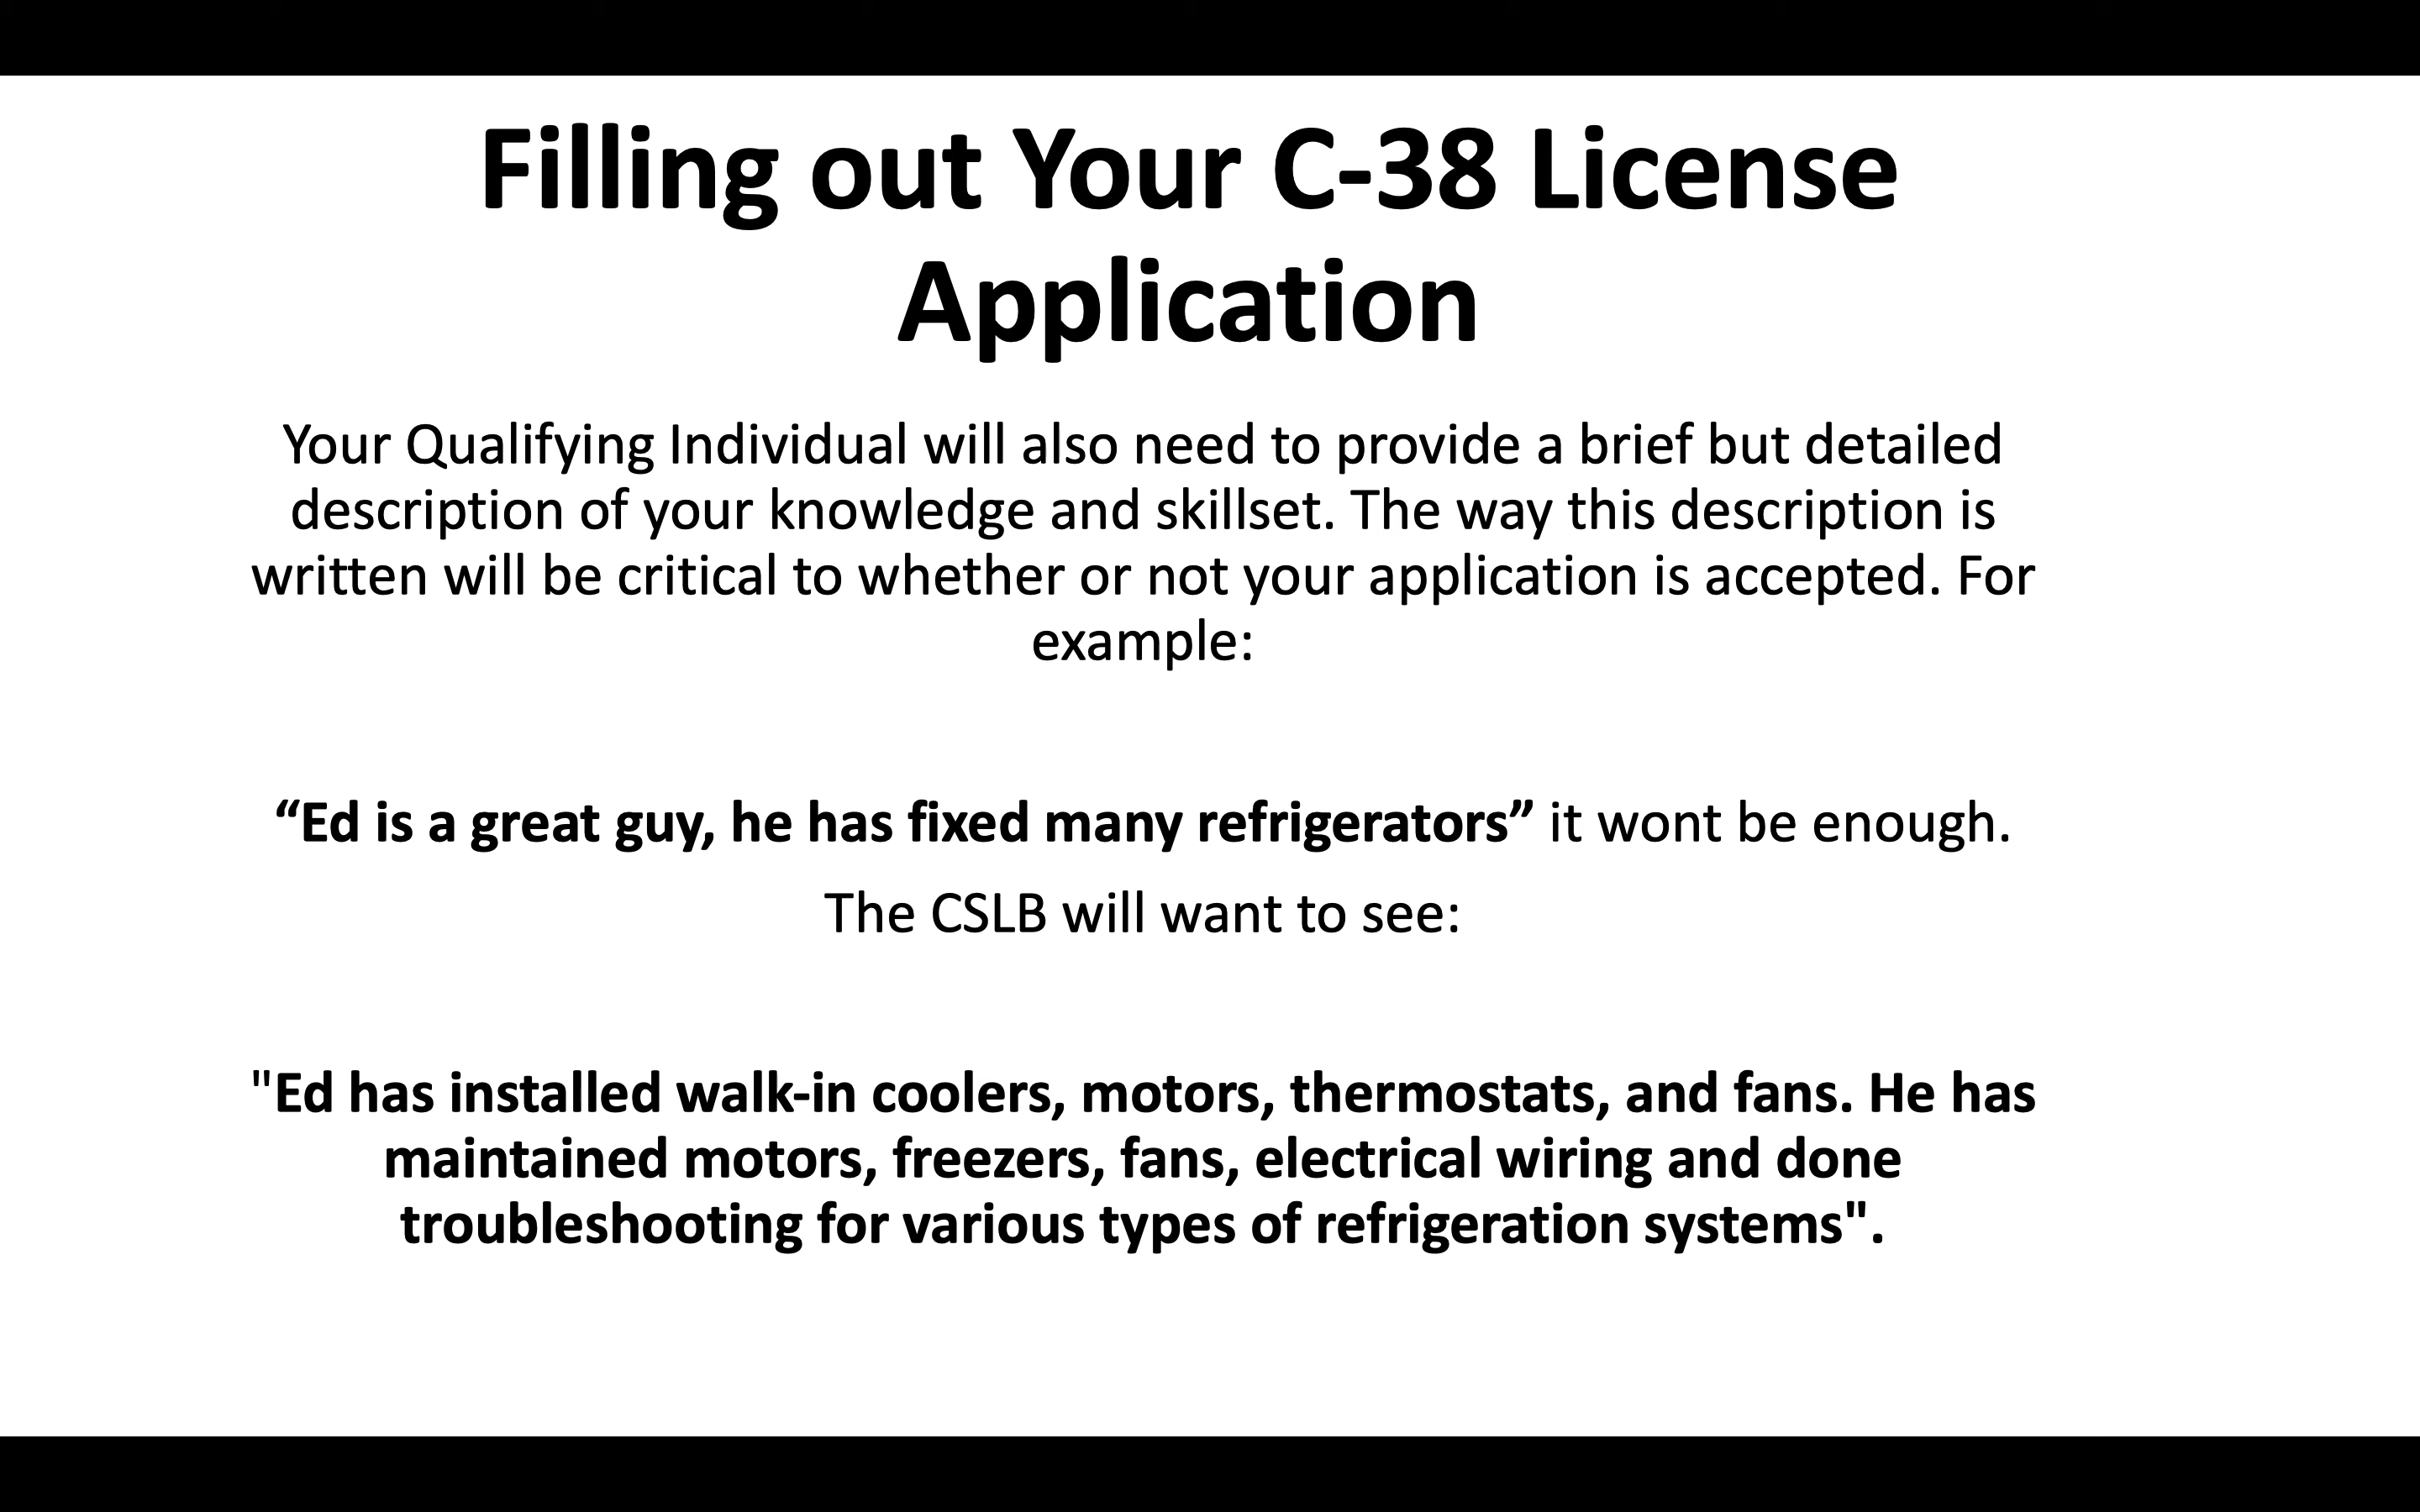 Filling out Your C-38 License
Application
Your Qualifying Individual will also need to provide a brief but detailed
description of your knowledge and skillset. The way this description is
written will be critical to whether or not your application is accepted. For
example:
“Ed is a great guy, he has fixed many refrigerators” it wont be enough.
The CSLB will want to see:
"Ed has installed walk-in coolers, motors, thermostats, and fans. He has
maintained motors, freezers, fans, electrical wiring and done
troubleshooting for various types of refrigeration systems".